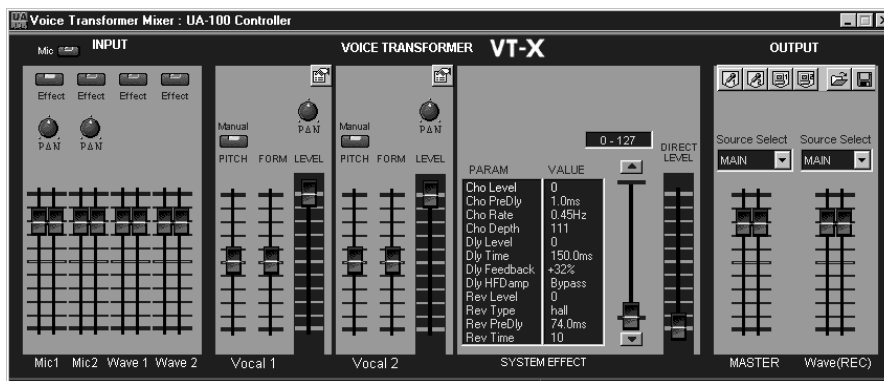 Voice Transformer Mixer : UA-100 Controller
Mic
INPUT
VOICE TRANSFORMER VT-X
OUTPUT
Effect Effect Effect Effect
PAN PAN
Mic1 Mic2 Wave 1 Wave 2
PAN
Manual
PITCH FORM LEVEL
Vocal 1
PAN
Manual
PITCH FORM LEVEL
Vocal 2
0 - 127
DIRECT
LEVEL
PARAM VALUE
Cho Level 0
Cho PreDly 1.0ms
Cho Rate 0.45Hz
Cho Depth 111
Dly Level 0
Dly Time 150.0ms
Dly Feedback +32%
Dly HFDamp Bypass
Rev Level 0
Rev Type hall
Rev PreDly 74.0ms
Rev Time 10
SYSTEM EFFECT
Source Select Source Select
MAIN MAIN
MASTER Wave(REC)